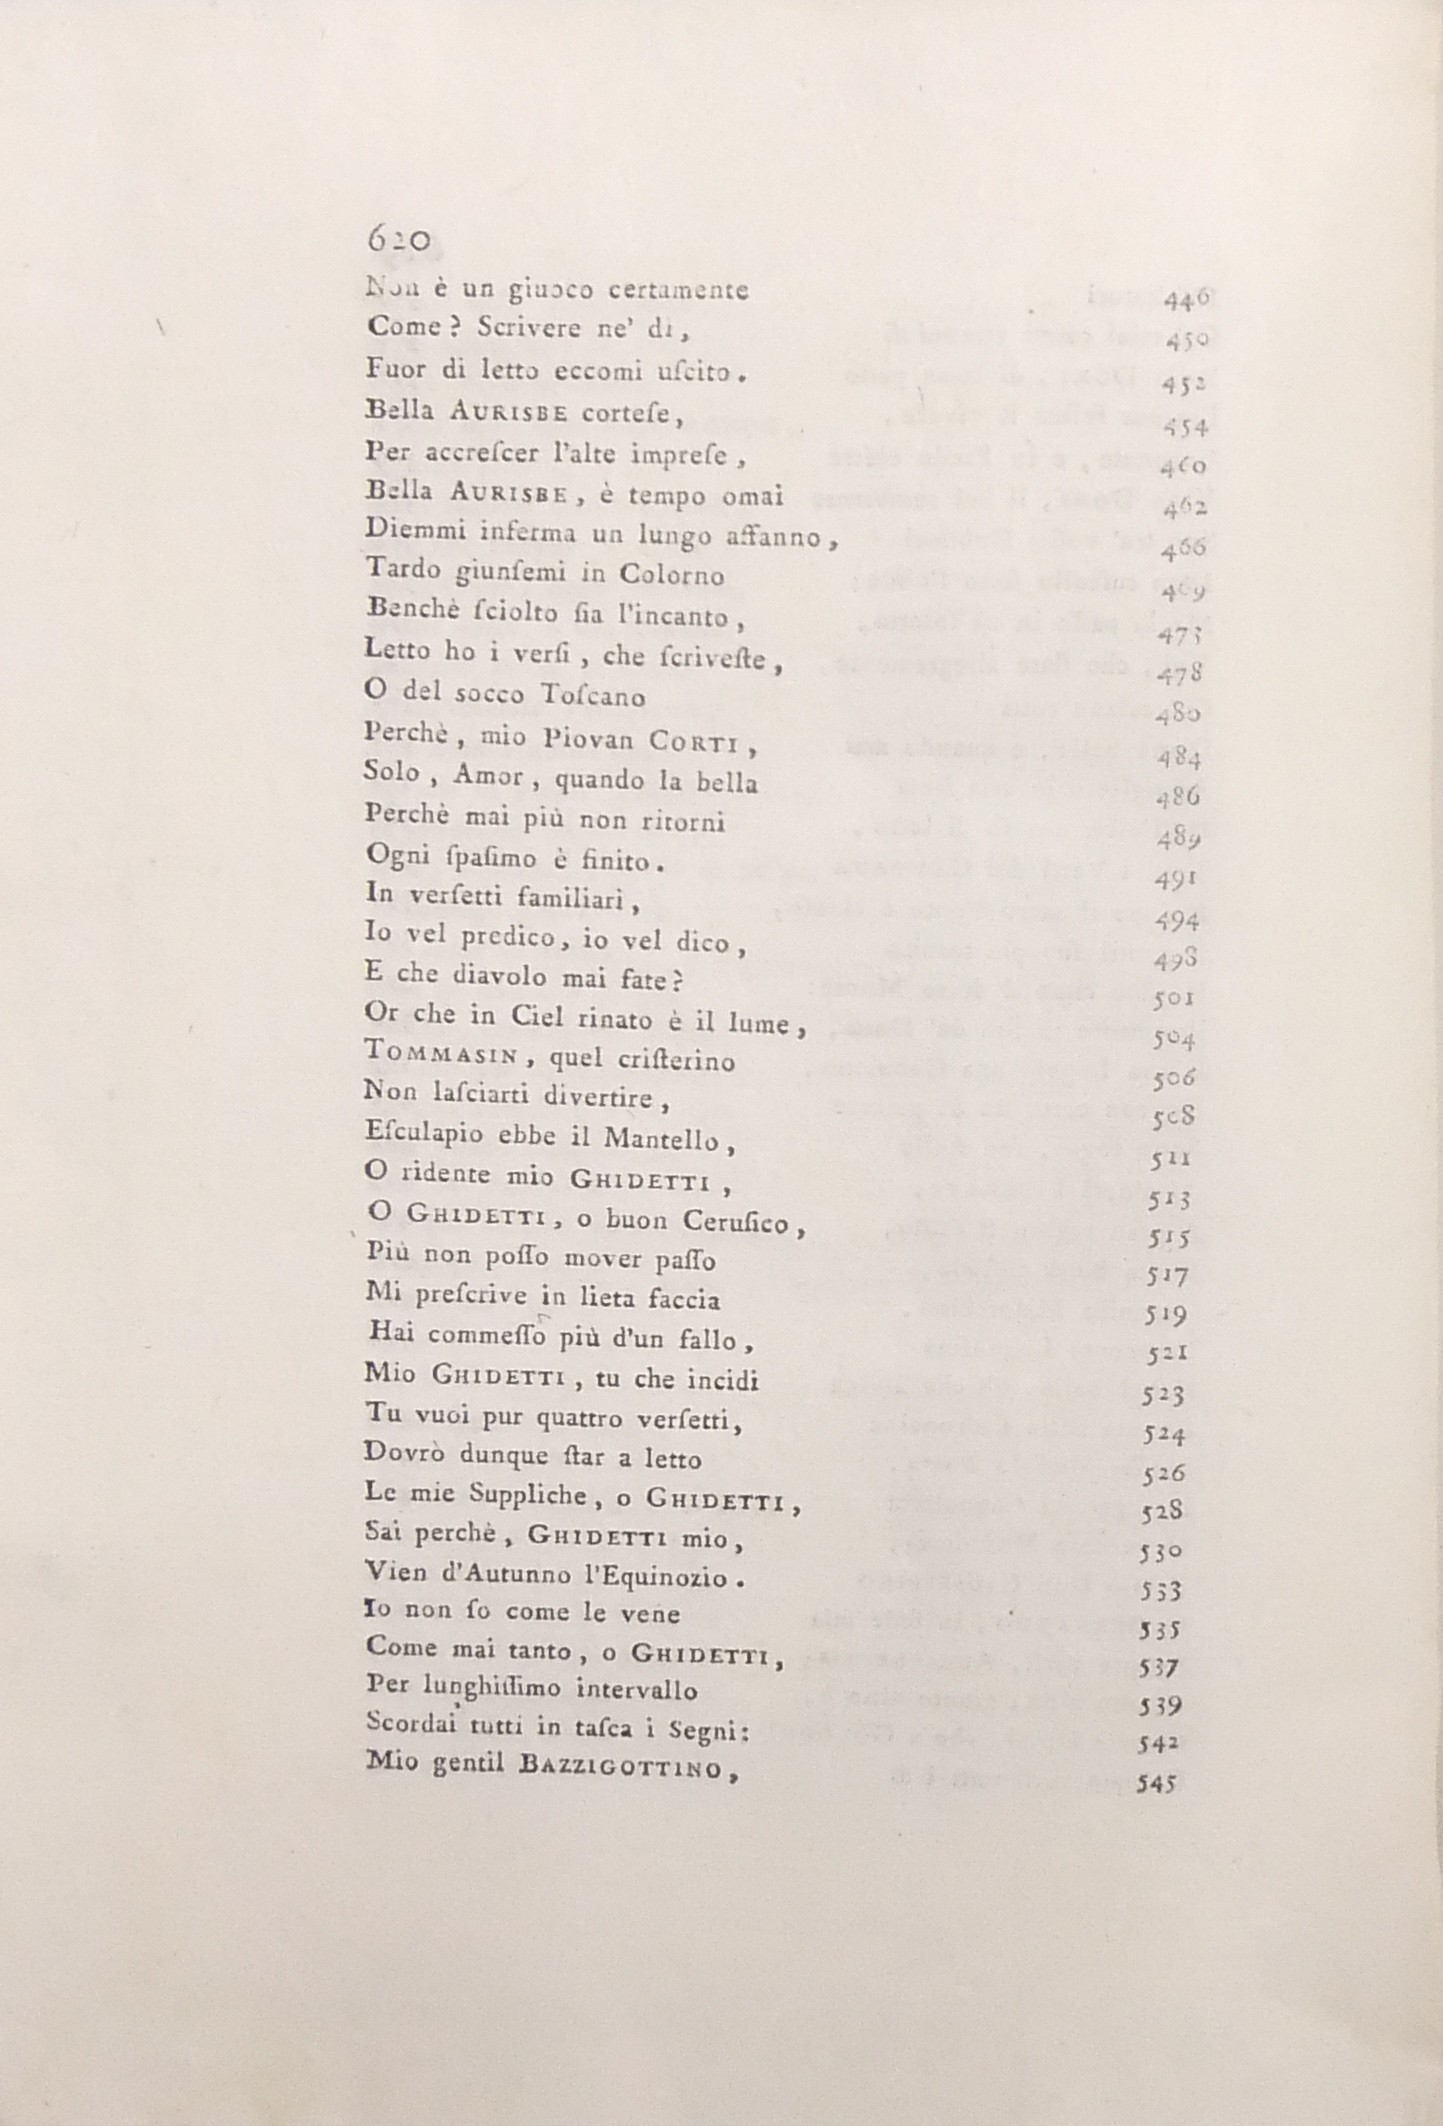 620
Non è un giuoco certamente 446
Come? Scrivere ne' di, 450
Fuor di letto eccomi uſcito. 452
Bella AURISBE corteſe, 454
Per accreſcer l'alte impreſe, 460
Bella AURISBE, è tempo omai 462
Diemmi inferma un lungo affanno, 466
Tardo giunſemi in Colorno 469
Benchè ſciolto ſia l'incanto, 473
Letto ho i verſi, che ſcriveſte, 478
O del socco Toſcano 480
Perchè, mio Piovan CORTI, 484
Solo, Amor, quando la bella 486
Perchè mai più non ritorni 489
Ogni ſpaſimo è finito. 491
In verſetti familiari, 494
Io vel predico, io vel dico, 498
E che diavolo mai fate? 501
Or che in Ciel rinato è il lume, 504
TOMMASIN, quel criſterino 506
Non laſciarti divertire, 508
Eſculapio ebbe il Mantello, 511
O ridente mio GHIDETTI, 513
O GHIDETTI, o buon Ceruſico, 515
Più non poſſo mover paſſo 517
Mi preſcrive in lieta faccia 519
Hai commeſſo più d'un fallo, 521
Mio GHIDETTI, tu che incidi 523
Tu vuoi pur quattro verſetti, 524
Dovrò dunque ſtar a letto 526
Le mie Suppliche, o GHIDETTI, 528
Sai perchè, GHIDETTI mio, 530
Vien d'Autunno l'Equinozio. 533
Io non ſo come le vene 535
Come mai tanto, o GHIDETTI, 537
Per lunghiſſimo intervallo 539
Scordai tutti in taſca i Segni: 542
Mio gentil BAZZIGOTTINO, 545